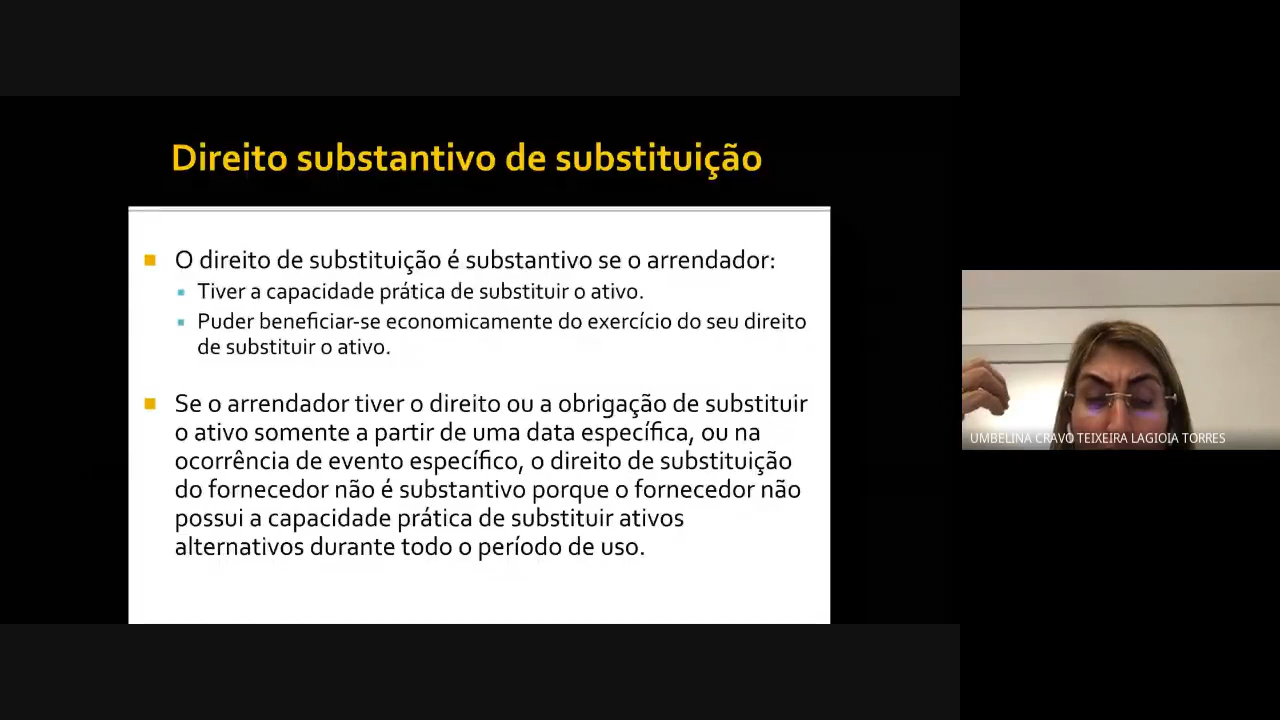 Direito substantivo de substituição
O direito de substituição é substantivo se o arrendador:
Tiver a capacidade prática de substituir o ativo.
Puder beneficiar-se economicamente do exercício do seu direito
de substituir o ativo.
Se o arrendador tiver o direito ou a obrigação de substituir
o ativo somente a partir de uma data específica, ou na
ocorrência de evento específico, o direito de substituição
do fornecedor não é substantivo porque o fornecedor não
possui a capacidade prática de substituir ativos
alternativos durante todo o período de uso.
UMBELINA CRAVO TEIXEIRA LAGIOIA TORRES